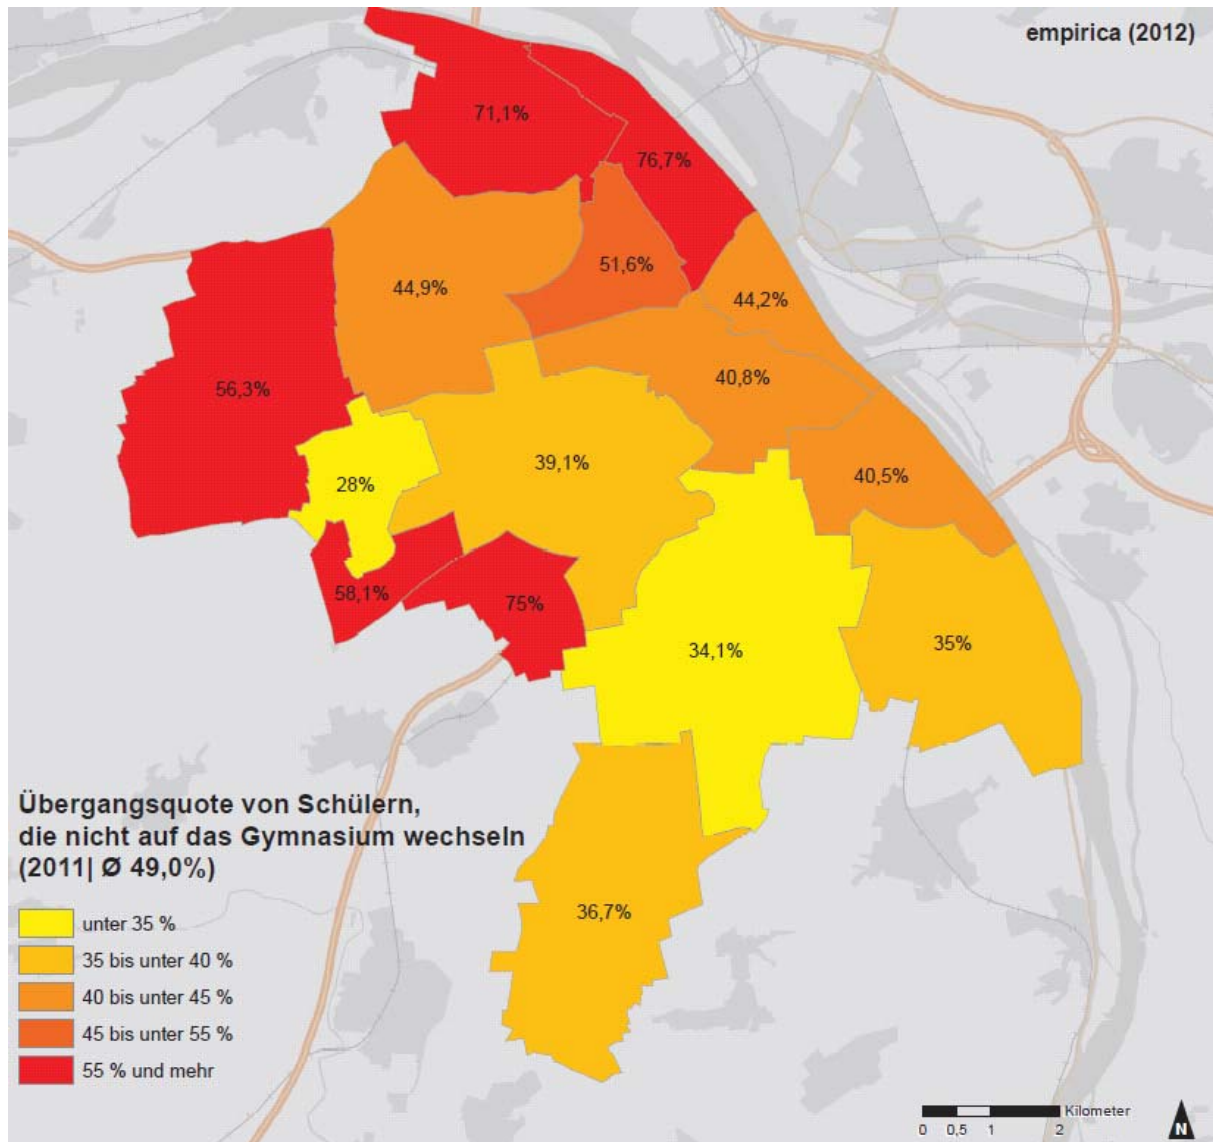 empirica (2012)
71,1%
76,7%
51,6%
44,9%
44,2%
40,8%
56,3%
39,1%
28%
40,5%
58,1%
75%
34,1%
35%
36,7%
Übergangsquote von Schülern,
die nicht auf das Gymnasium wechseln
(2011| Ø 49,0%)
unter 35 %
35 bis unter 40 %
40 bis unter 45 %
45 bis unter 55 %
55 % und mehr
Kilometer
0 0,5 1 2
N